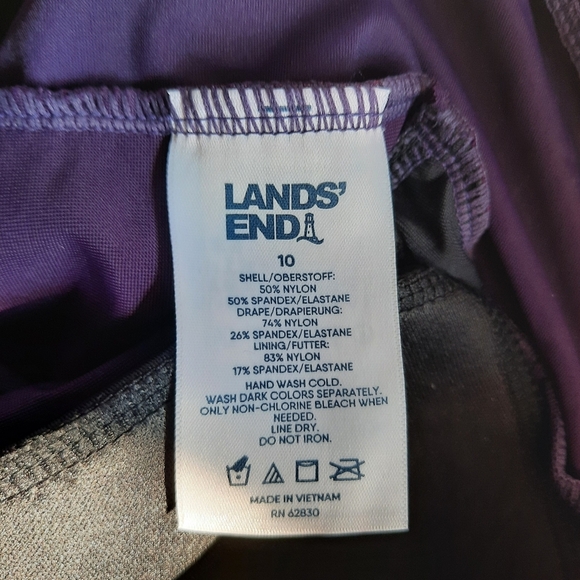 LANDS'
END
10
SHELL/OBERSTOFF:
50% NYLON
50% SPANDEX/ELASTANE
DRAPE/DRAPIERUNG:
74% NYLON
26% SPANDEX/ELASTANE
LINING/FUTTER:
83% NYLON
17% SPANDEX/ELASTANE
HAND WASH COLD.
WASH DARK COLORS SEPARATELY.
ONLY NON-CHLORINE BLEACH WHEN
NEEDED.
LINE DRY.
DO NOT IRON.
MADE IN VIETNAM
RN 62830